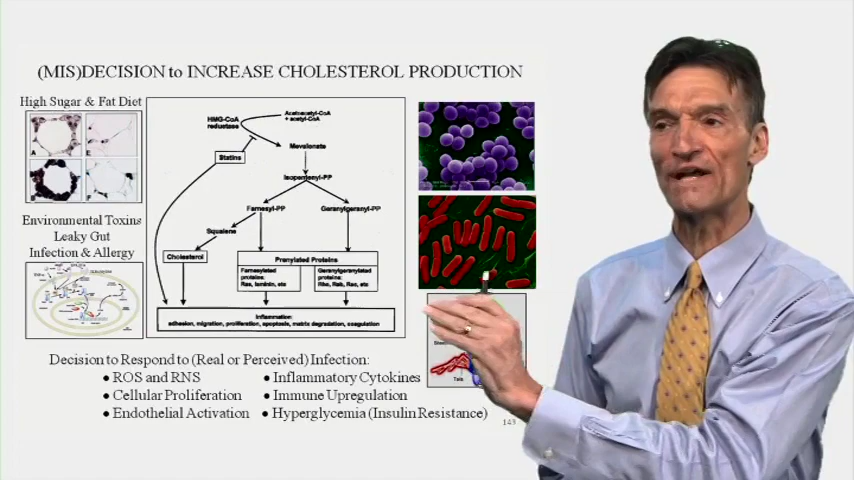 (MIS)DECISION to INCREASE CHOLESTEROL PRODUCTION
High Sugar & Fat Diet
A
E
Environmental Toxins
Leaky Gut
Infection & Allergy
HMG-CoA
reductase
Acetoacetyl-CoA
+ acetyl-CoA
Statins
Mevalonate
Isopentenyl-PP
Farnesyl-PP
Geranylgeranyl-PP
Squalene
Cholesterol
Prenylated Proteins
Farnesylated
proteins:
Ras, laminin, etc
Geranylgeranylated
proteins:
Rho, Rab, Rac, etc
Inflammation
adhesion, migration, proliferation, apoptosis, matrix degradation, coagulation
Tails
Decision to Respond to (Real or Perceived) Infection:
● ROS and RNS
● Cellular Proliferation
● Endothelial Activation
● Inflammatory Cytokines
● Immune Upregulation
● Hyperglycemia (Insulin Resistance)
143